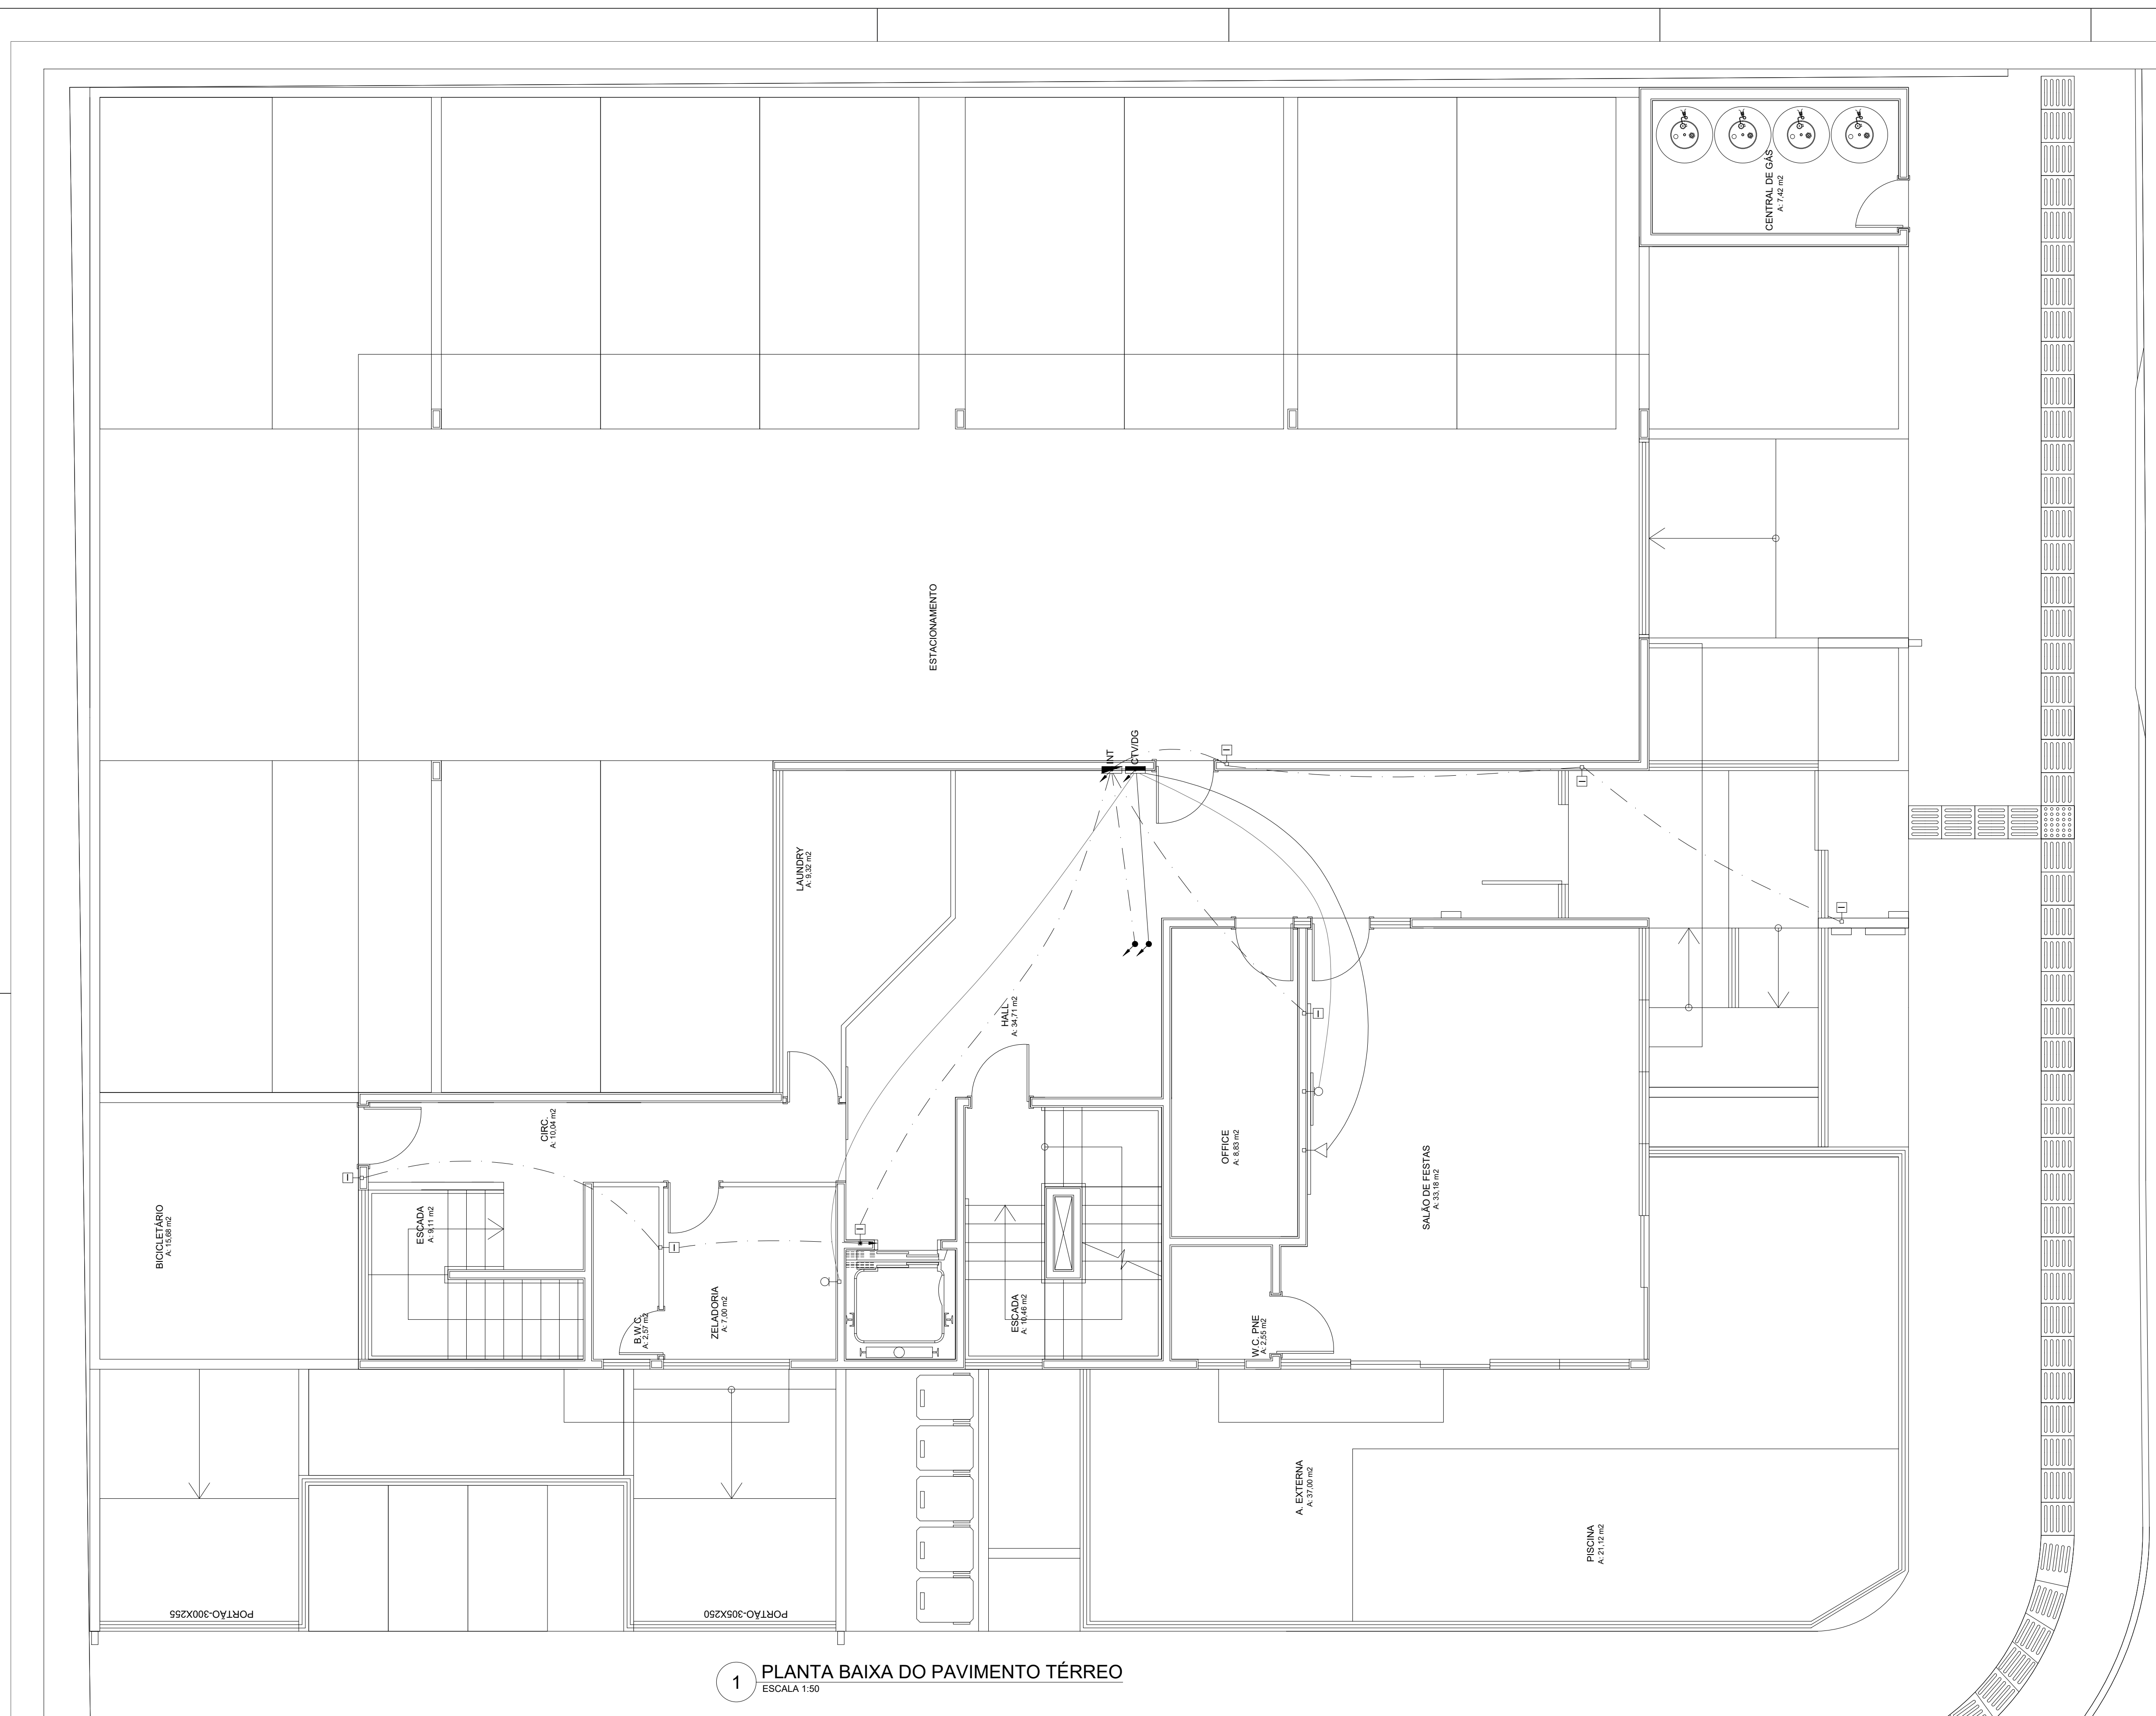 CENTRAL DE GÁS
A: 7,42 m2
ESTACIONAMENTO
INT
CTV/DG
LAUNDRY
A: 9,32 m2
HALL
A: 34,71 m2
CIRC.
A: 10,04 m2
OFFICE
A: 8,83 m2
SALÃO DE FESTAS
A: 33,18 m2
BICICLETÁRIO
A: 15,68 m2
ESCADA
A: 9,11 m2
B.W.C.
A: 2,57 m2
ZELADORIA
A: 7,00 m2
ESCADA
A: 10,46 m2
W.C. PNE
A: 2,55 m2
A. EXTERNA
A: 37,00 m2
PISCINA
A: 21,12 m2
PORTÃO-300X255
PORTÃO-305X250
I
I
I
I
I
I
I
1
PLANTA BAIXA DO PAVIMENTO TÉRREO
ESCALA 1:50